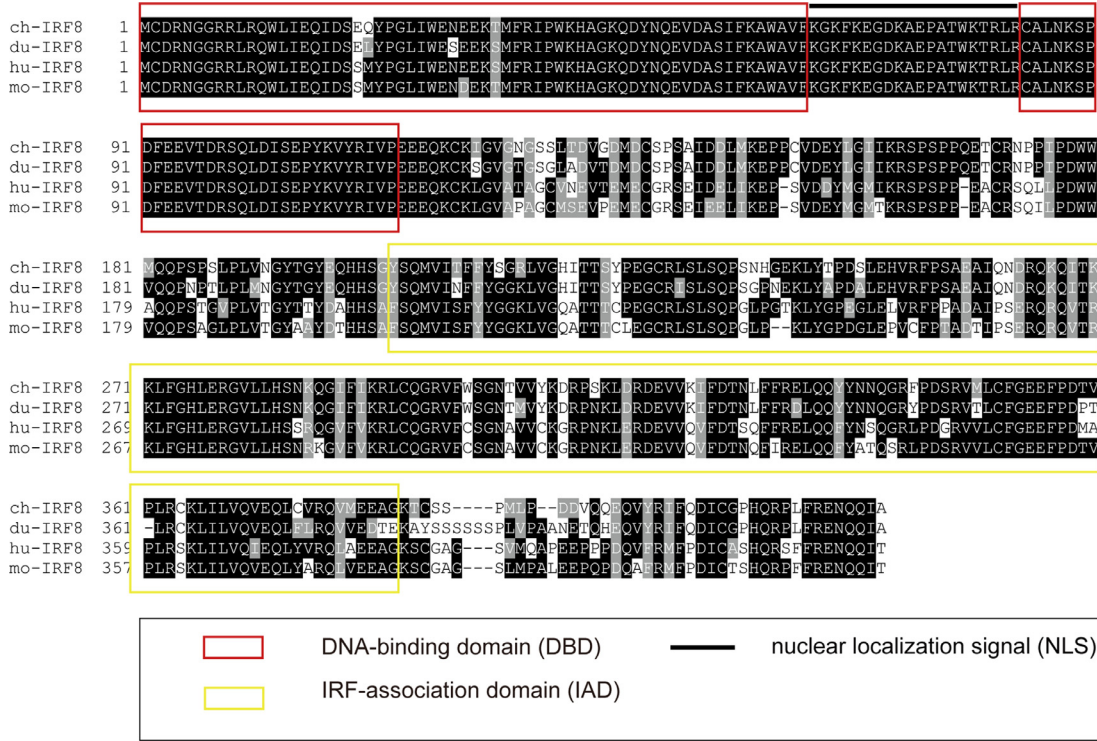 ch-IRF8 1 MCDRNGGRRLRQWLIEQIDSEQYPGLIWENEEKTMFRIPWKHAGKQDYNQEVDASIFKAWAVFKGKFKEGDKAEPATWKTRLRCALNKSP
du-IRF8 1 MCDRNGGRRLRQWLIEQIDSELYPGLIWESEEKSMFRIPWKHAGKQDYNQEVDASIFKAWAVFKGKFKEGDKAEPATWKTRLRCALNKSP
hu-IRF8 1 MCDRNGGRRLRQWLIEQIDSSMYPGLIWENEEKSMFRIPWKHAGKQDYNQEVDASIFKAWAVFKGKFKEGDKAEPATWKTRLRCALNKSP
mo-IRF8 1 MCDRNGGRRLRQWLIEQIDSSMYPGLIWENDEKTMFRIPWKHAGKQDYNQEVDASIFKAWAVFKGKFKEGDKAEPATWKTRLRCALNKSP
ch-IRF8 91 DFEEVTDRSQLDISEPYKVYRIVPEEEQKCKIGVGNGSSLTDVGDMDCSPSAIDDLMKEPPCVDEYLGIIKRSPSPPQETCRNPPIPDWW
du-IRF8 91 DFEEVTDRSQLDISEPYKVYRIVPEEEQKCKSGVGTGSGLADVTDMDCSPSAIDDLMKEPPCVDEYLGIIKRSPSPPQETCRNPPIPDWW
hu-IRF8 91 DFEEVTDRSQLDISEPYKVYRIVPEEEQKCKLGVATAGCVNEVTEMECGRSEIDELIKEP-SVDDYMGMIKRSPSPP-EACRSQLLPDWW
mo-IRF8 91 DFEEVTDRSQLDISEPYKVYRIVPEEEQKCKLGVAPAGCMSEVPEMECGRSEIEELIKEP-SVDEYMGMTKRSPSPP-EACRSQILPDWW
ch-IRF8 181 MQQPSPSLPLVNGYTGYEQHHSGYSQMVITFFYSGRLVGHITTSYPEGCRLSLSQPSNHGEKLYTPDSLEHVRFPSAEAIQNDRQKQITK
du-IRF8 181 VQQPNPTLPLMNGYTGYEQHHSGYSQMVINFFYGGKLVGHITTSYPEGCRISLSQPSGPNEKLYAPDALEHVRFPSAEAIQNDRQKQITK
hu-IRF8 179 AQQPSTGVPLVTGYTTYDAHHSAFSQMVISFYYGGKLVGQATTTCPEGCRLSLSQPGLPGTKLYGPEGLELVRFPPADAIPSERQRQVTR
mo-IRF8 179 VQQPSAGLPLVTGYAAYDTHHSAFSQMVISFYYGGKLVGQATTTCLEGCRLSLSQPGLP--KLYGPDGLEPVCFPTADTIPSERQRQVTR
ch-IRF8 271 KLFGHLERGVLLHSNKQGIFIKRLCQGRVFWSGNTVVYKDRPSKLDRDEVVKIFDTNLFFRELQQYYNNQGRFPDSRVMLCFGEEFPDTV
du-IRF8 271 KLFGHLERGVLLHSNKQGIFIKRLCQGRVFWSGNTMVYKDRPNKLDRDEVVKIFDTNLFFRDLQQYYNNQGRYPDSRVTLCFGEEFPDPT
hu-IRF8 269 KLFGHLERGVLLHSSRQGVFVKRLCQGRVFCSGNAVVCKGRPNKLERDEVVQVFDTSQFFRELQQFYNSQGRLPDGRVVLCFGEEFPDMA
mo-IRF8 267 KLFGHLERGVLLHSNRKGVFVKRLCQGRVFCSGNAVVCKGRPNKLERDEVVQVFDTNQFIRELQQFYATQSRLPDSRVVLCFGEEFPDTV
ch-IRF8 361 PLRCKLILVQVEQLCVRQVMEEAGKTCSS----PMLP--DDVQQEQVYRIFQDICGPHQRPLFRENQQIA
du-IRF8 361 -LRCKLILVQVEQLFLRQVVEDTEKAYSSSSSSPLVPAANETQHEQVYRIFQDICGPHQRPLFRENQQIA
hu-IRF8 359 PLRSKLILVQIEQLYVRQLAEEAGKSCGAG---SVMQAPEEPPPDQVFRMFPDICASHQRSFFRENQQIT
mo-IRF8 357 PLRSKLILVQVEQLYARQLVEEAGKSCGAG---SLMPALEEPQPDQAFRMFPDICTSHQRPFFRENQQIT
DNA-binding domain (DBD) nuclear localization signal (NLS)
IRF-association domain (IAD)